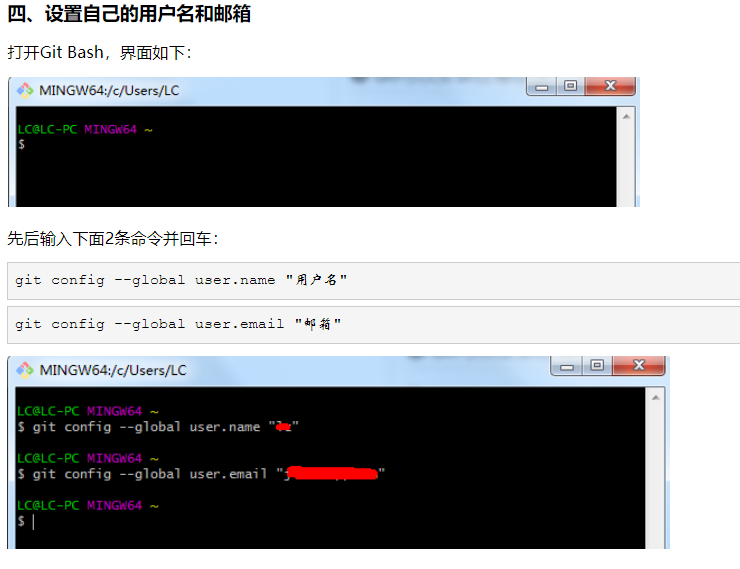 四、设置自己的用户名和邮箱
打开Git Bash，界面如下：
MINGW64:/c/Users/LC
LC@LC-PC MINGW64 ~
$
先后输入下面2条命令并回车：
git config --global user.name "用户名"
git config --global user.email "邮箱"
MINGW64:/c/Users/LC
LC@LC-PC MINGW64 ~
$ git config --global user.name "
LC@LC-PC MINGW64 ~
$ git config --global user.email "
LC@LC-PC MINGW64 ~
$